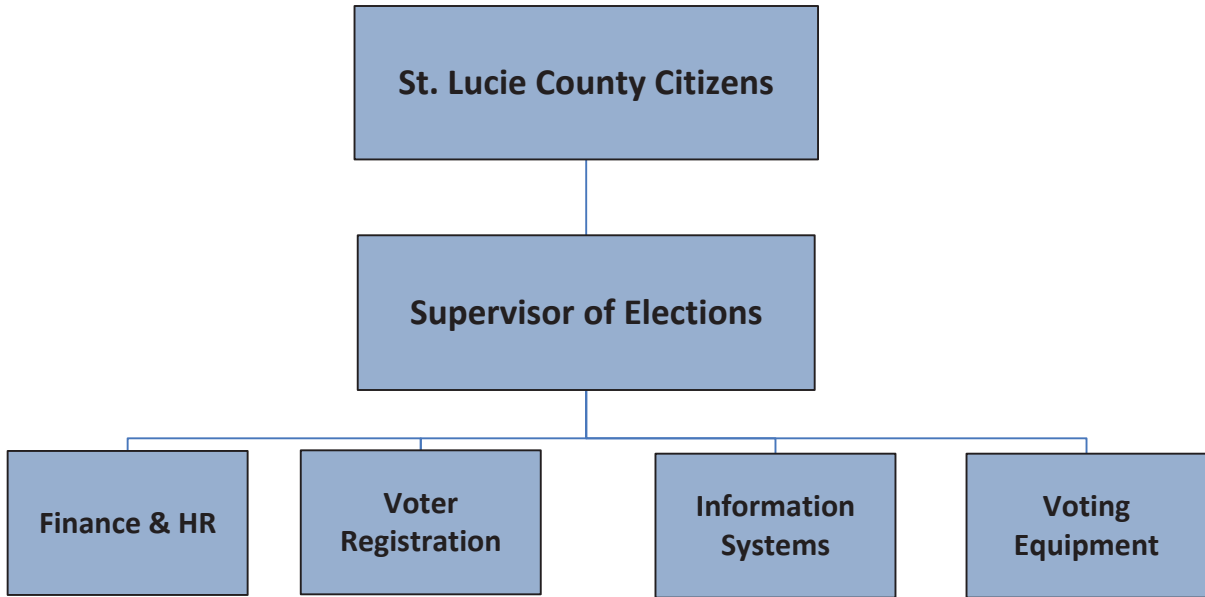 St. Lucie County Citizens
Supervisor of Elections
Finance & HR
Voter
Registration
Information
Systems
Voting
Equipment